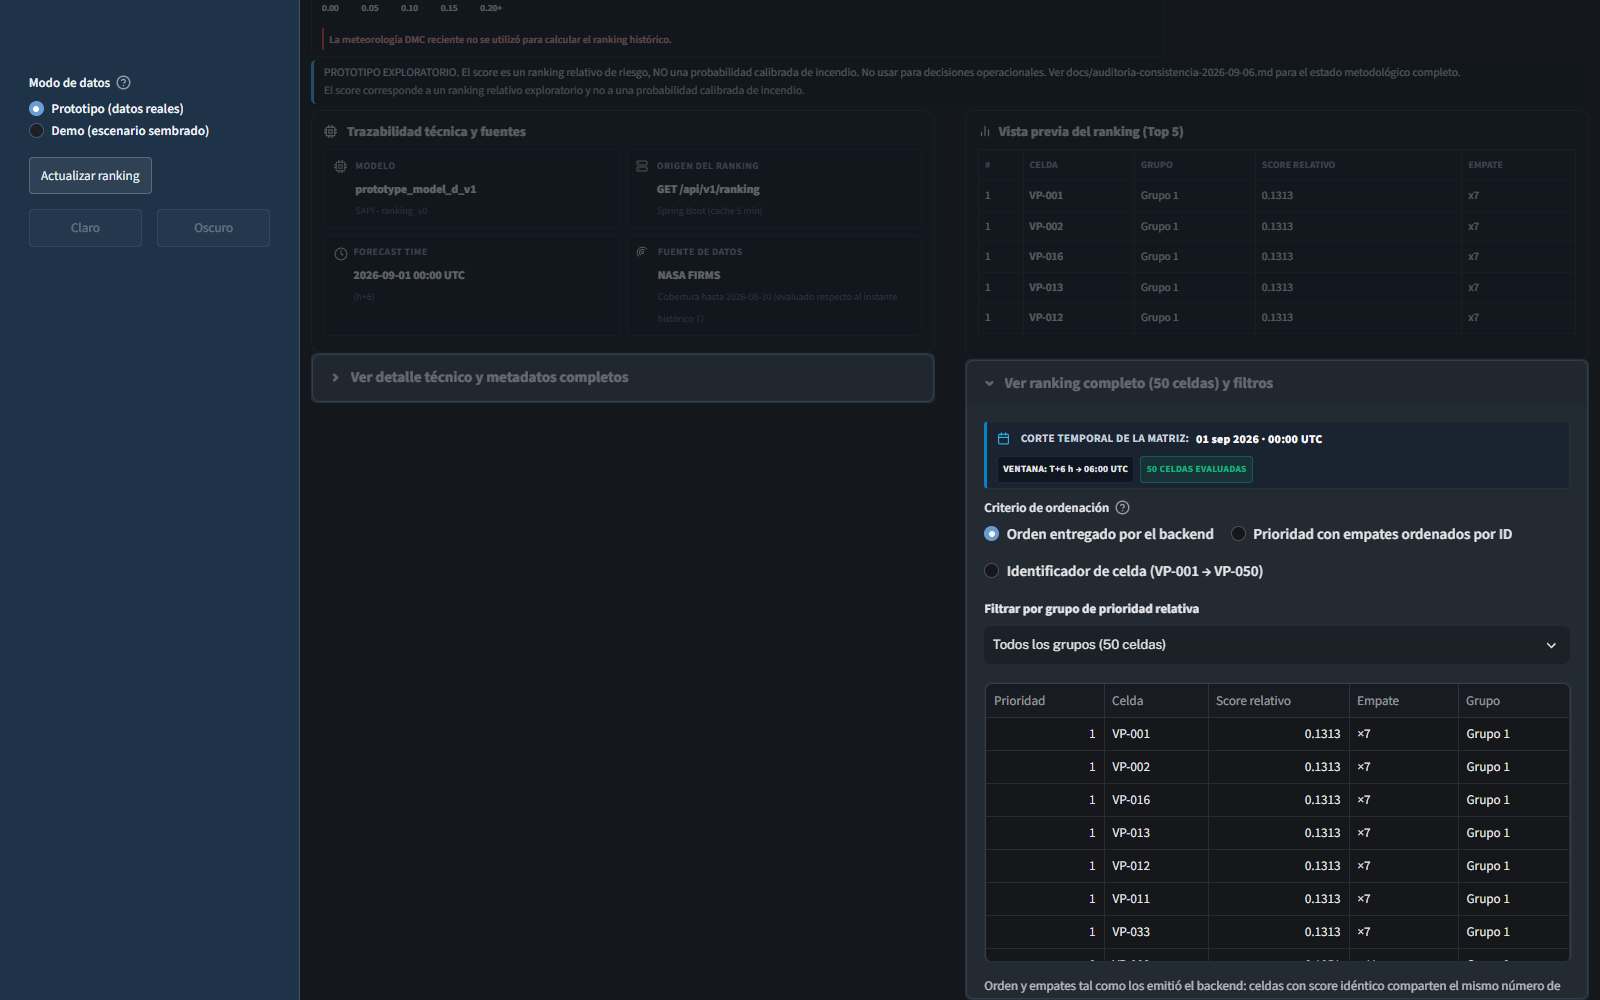 Modo de datos
Prototipo (datos reales)
Demo (escenario sembrado)
Actualizar ranking
Claro
Oscuro
0.00 0.05 0.10 0.15 0.20+
La meteorología DMC reciente no se utilizó para calcular el ranking histórico.
PROTOTIPO EXPLORATORIO. El score es un ranking relativo de riesgo, NO una probabilidad calibrada de incendio. No usar para decisiones operacionales. Ver docs/auditoria-consistencia-2026-09-06.md para el estado metodológico completo.
El score corresponde a un ranking relativo exploratorio y no a una probabilidad calibrada de incendio.
Trazabilidad técnica y fuentes
MODELO
prototype_model_d_v1
SAPI - ranking_v0
ORIGEN DEL RANKING
GET /api/v1/ranking
Spring Boot (cache 5 min)
FORECAST TIME
2026-09-01 00:00 UTC
(h+6)
FUENTE DE DATOS
NASA FIRMS
Cobertura hasta 2026-08-30 (evaluado respecto al instante
histórico T)
Ver detalle técnico y metadatos completos
Vista previa del ranking (Top 5)
# CELDA GRUPO SCORE RELATIVO EMPATE
1 VP-001 Grupo 1 0.1313 x7
1 VP-002 Grupo 1 0.1313 x7
1 VP-016 Grupo 1 0.1313 x7
1 VP-013 Grupo 1 0.1313 x7
1 VP-012 Grupo 1 0.1313 x7
Ver ranking completo (50 celdas) y filtros
CORTE TEMPORAL DE LA MATRIZ: 01 sep 2026 • 00:00 UTC
VENTANA: T+6 h → 06:00 UTC 50 CELDAS EVALUADAS
Criterio de ordenación
Orden entregado por el backend Prioridad con empates ordenados por ID
Identificador de celda (VP-001 → VP-050)
Filtrar por grupo de prioridad relativa
Todos los grupos (50 celdas)
Prioridad Celda Score relativo Empate Grupo
1 VP-001 0.1313 ×7 Grupo 1
1 VP-002 0.1313 ×7 Grupo 1
1 VP-016 0.1313 ×7 Grupo 1
1 VP-013 0.1313 ×7 Grupo 1
1 VP-012 0.1313 ×7 Grupo 1
1 VP-011 0.1313 ×7 Grupo 1
1 VP-033 0.1313 ×7 Grupo 1
Orden y empates tal como los emitió el backend: celdas con score idéntico comparten el mismo número de